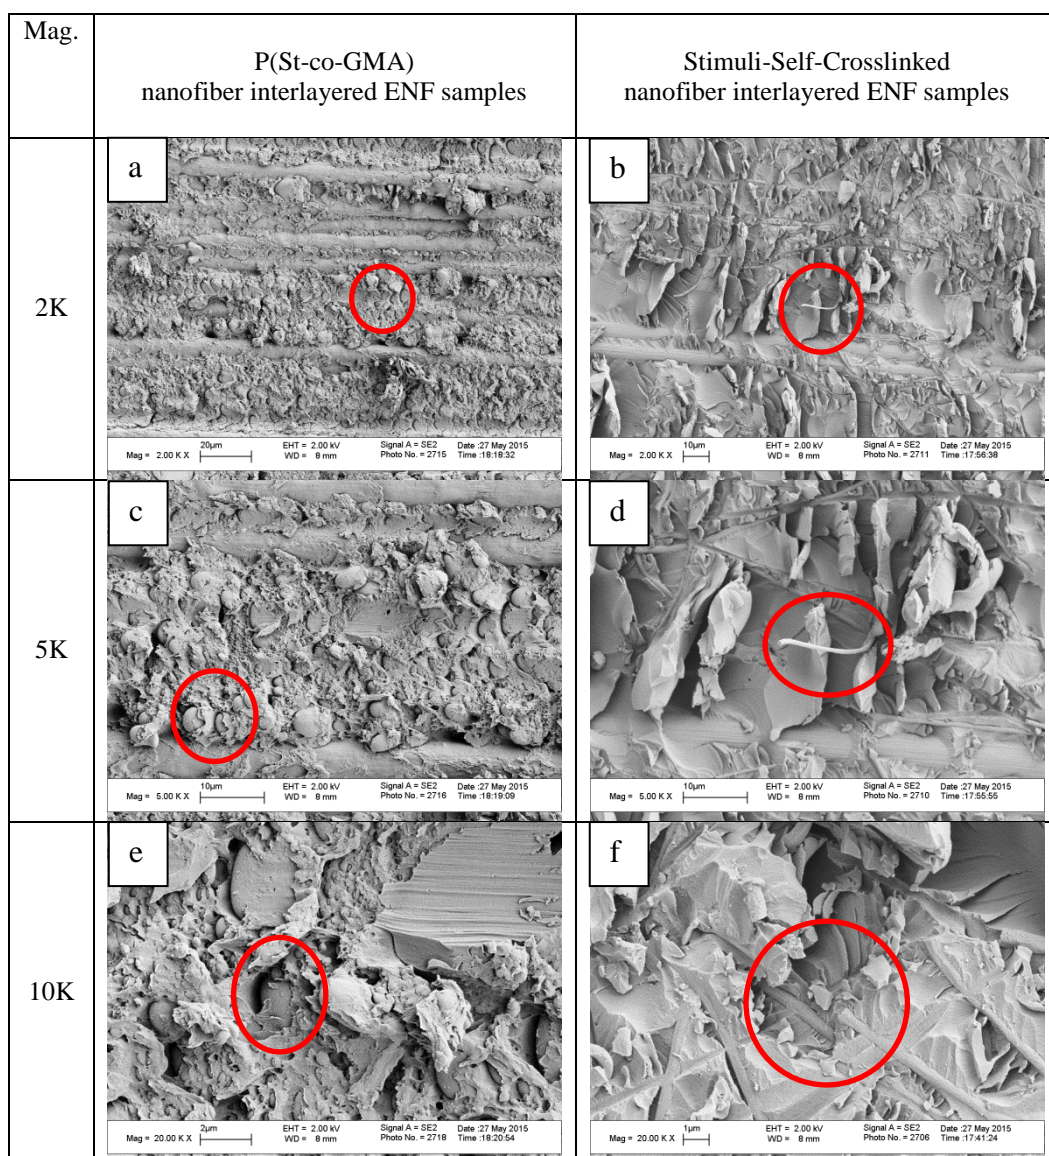 Mag.
P(St-co-GMA)
nanofiber interlayered ENF samples
Stimuli-Self-Crosslinked
nanofiber interlayered ENF samples
2K
a
Mag = 2.00 K X
20µm
EHT = 2.00 kV
WD = 8 mm
Signal A = SE2
Photo No. = 2715
Date :27 May 2015
Time :18:18:32
b
Mag = 2.00 K X
10µm
EHT = 2.00 kV
WD = 8 mm
Signal A = SE2
Photo No. = 2711
Date :27 May 2015
Time :17:56:38
5K
c
Mag = 5.00 K X
10µm
EHT = 2.00 kV
WD = 8 mm
Signal A = SE2
Photo No. = 2716
Date :27 May 2015
Time :18:19:09
d
Mag = 5.00 K X
10µm
EHT = 2.00 kV
WD = 8 mm
Signal A = SE2
Photo No. = 2710
Date :27 May 2015
Time :17:55:55
10K
e
Mag = 20.00 K X
2µm
EHT = 2.00 kV
WD = 8 mm
Signal A = SE2
Photo No. = 2718
Date :27 May 2015
Time :18:20:54
f
Mag = 20.00 K X
1µm
EHT = 2.00 kV
WD = 8 mm
Signal A = SE2
Photo No. = 2706
Date :27 May 2015
Time :17:41:24